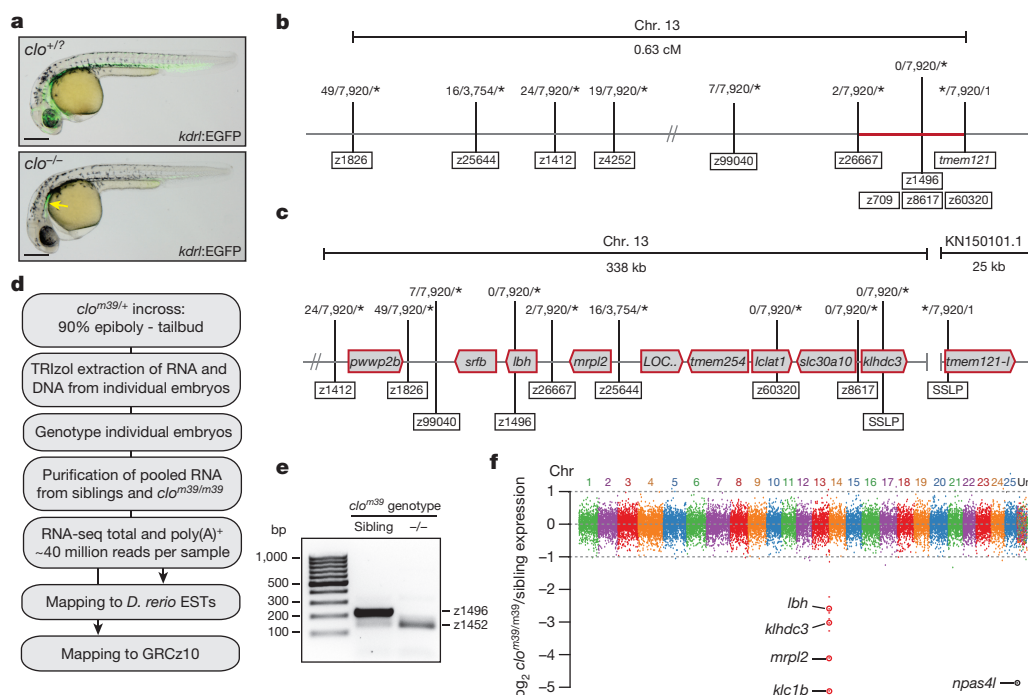 a
clo+/?
kdrl:EGFP
clo–/–
kdrl:EGFP
b
Chr. 13
0.63 cM
0/7,920/*
49/7,920/*
16/3,754/*
24/7,920/*
19/7,920/*
7/7,920/*
2/7,920/*
*/7,920/1
z1826
z25644
z1412
z4252
z99040
z26667
tmem121
z1496
z709
z8617
z60320
c
Chr. 13
KN150101.1
338 kb
25 kb
7/7,920/*
0/7,920/*
0/7,920/*
24/7,920/*
49/7,920/*
2/7,920/*
16/3,754/*
0/7,920/*
0/7,920/*
*/7,920/1
pwwp2b
srfb
lbh
mrpl2
LOC..
tmem254
lclat1
slc30a10
klhdc3
tmem121-l
z1412
z1826
z26667
z25644
z60320
z8617
SSLP
z99040
z1496
SSLP
d
clom39/+ incross:
90% epiboly - tailbud
TRIzol extraction of RNA and
DNA from individual embryos
Genotype individual embryos
Purification of pooled RNA
from siblings and clom39/m39
RNA-seq total and poly(A)+
~40 million reads per sample
Mapping to D. rerio ESTs
Mapping to GRCz10
e
clom39 genotype
bp
Sibling
–/–
1,000
500
300
200
100
z1496
z1452
f
Chr
1 2 3 4 5 6 7 8 9 10 11 12 13 14 15 16 17 18 19 20 21 22 23 24 25 Un
log2 clom39/m39/sibling expression
1
0
–1
–2
–3
–4
–5
lbh
klhdc3
mrpl2
klc1b
npas4l